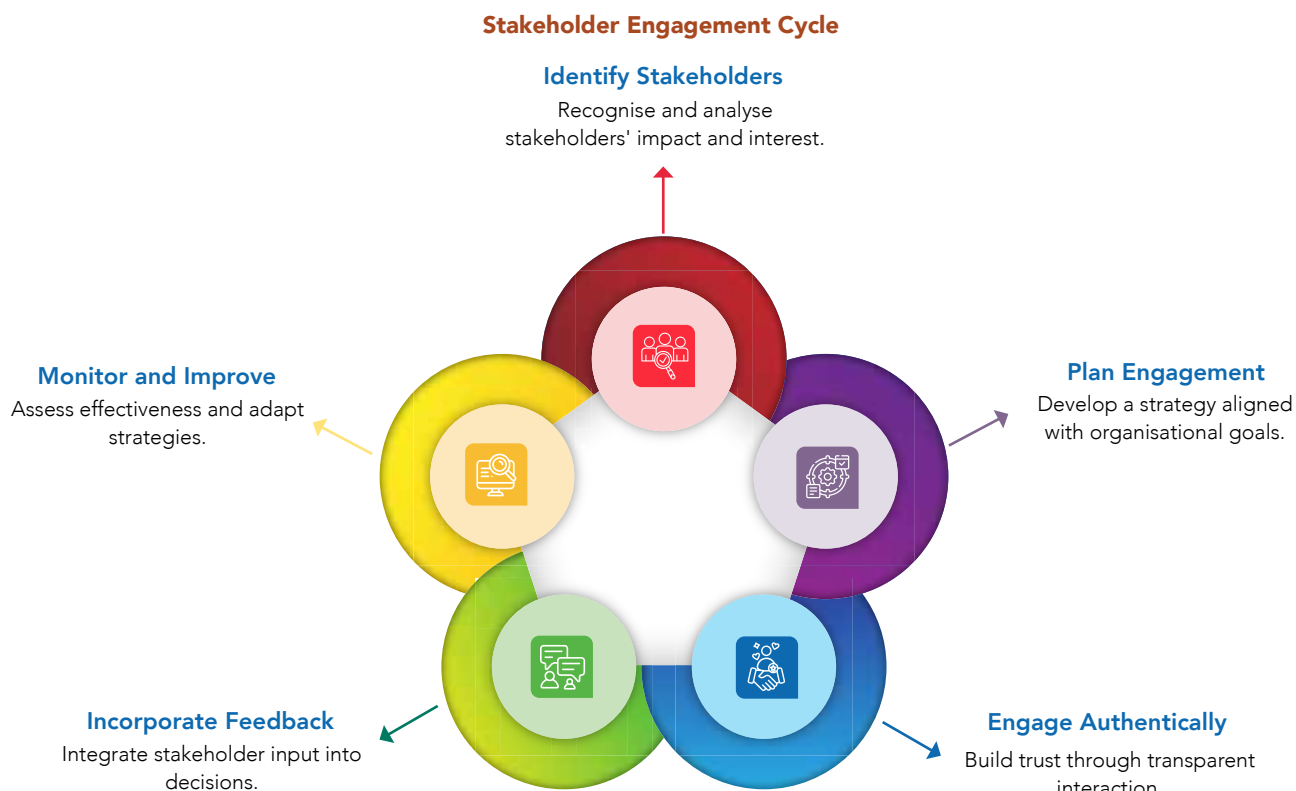 Stakeholder Engagement Cycle
Identify Stakeholders
Recognise and analyse
stakeholders' impact and interest.
Plan Engagement
Develop a strategy aligned
with organisational goals.
Engage Authentically
Build trust through transparent
interaction
Incorporate Feedback
Integrate stakeholder input into
decisions.
Monitor and Improve
Assess effectiveness and adapt
strategies.